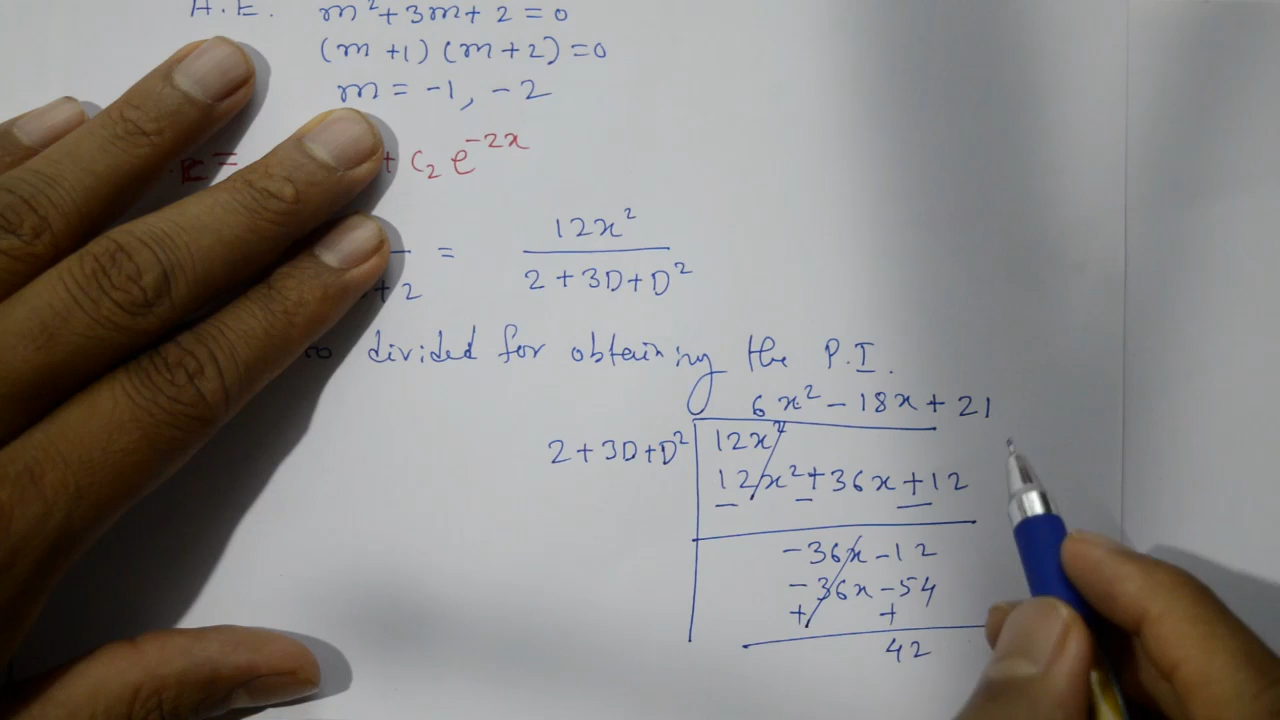 A.E. m²+3m+2=0
(m+1)(m+2)=0
m = -1, -2
= + c₂ e^{-2x}
+ 2 = 12x² / 2+3D+D²
divided for obtaining the P.I.
6x² - 18x + 21
2+3D+D² 12x²
12x²+36x+12
-36x-12
-36x-54
+ +
42